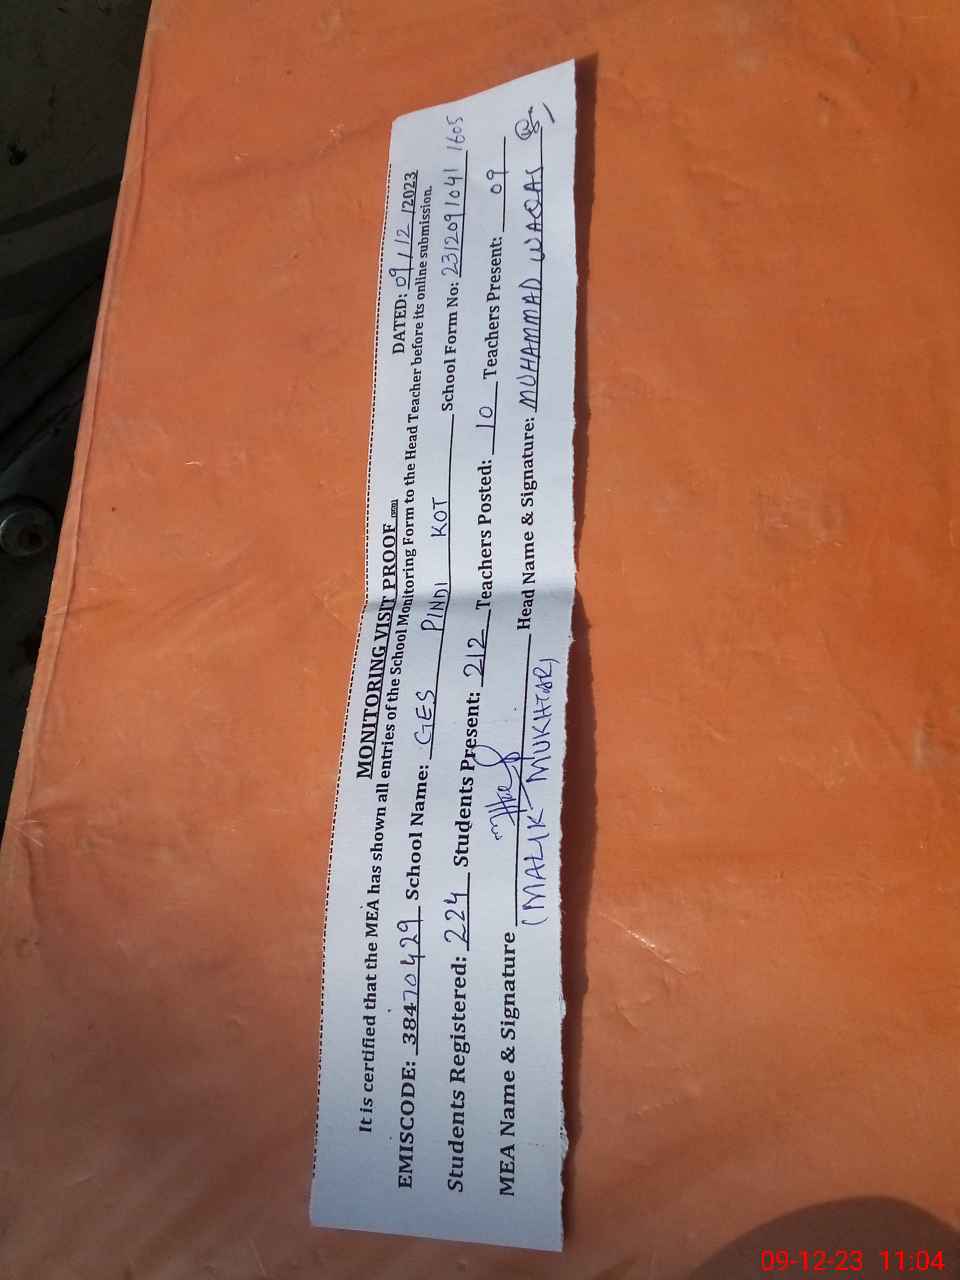 MONITORING VISIT PROOF
DATED: 09/12/2023
It is certified that the MEA has shown all entries of the School Monitoring Form to the Head Teacher before its online submission.
EMISCODE: 38470429 School Name: GES PINDI KOT School Form No: 2312091041 1605
Students Registered: 224 Students Present: 212 Teachers Posted: 10 Teachers Present: 09
MEA Name & Signature Head Name & Signature: MUHAMMAD WAQAS
(MALIK MUKHTAR)
09-12-23 11:04